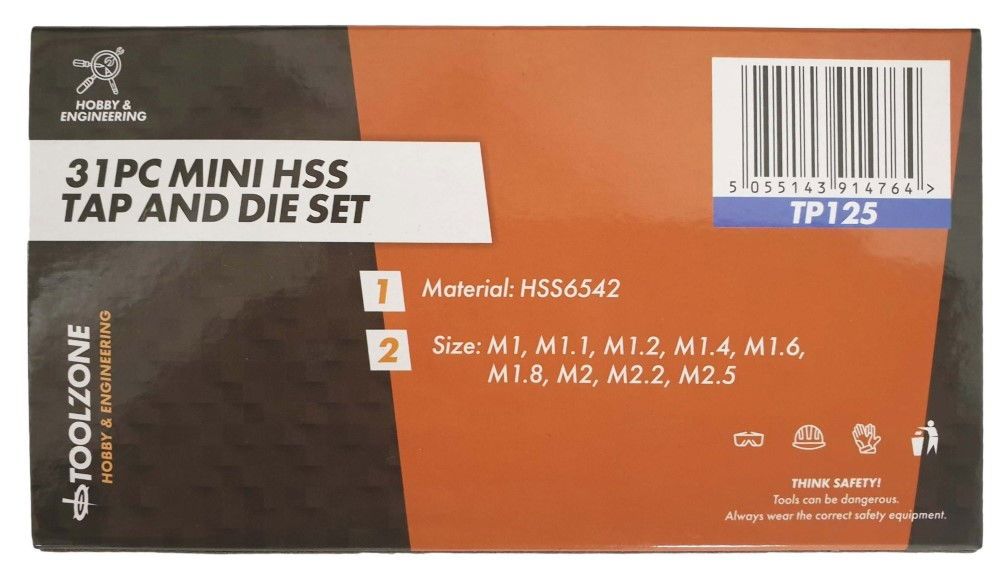 HOBBY &
ENGINEERING
31PC MINI HSS
TAP AND DIE SET
5 055143 914764 >
TP125
1 Material: HSS6542
2 Size: M1, M1.1, M1.2, M1.4, M1.6,
M1.8, M2, M2.2, M2.5
TOOLZONE
HOBBY & ENGINEERING
THINK SAFETY!
Tools can be dangerous.
Always wear the correct safety equipment.